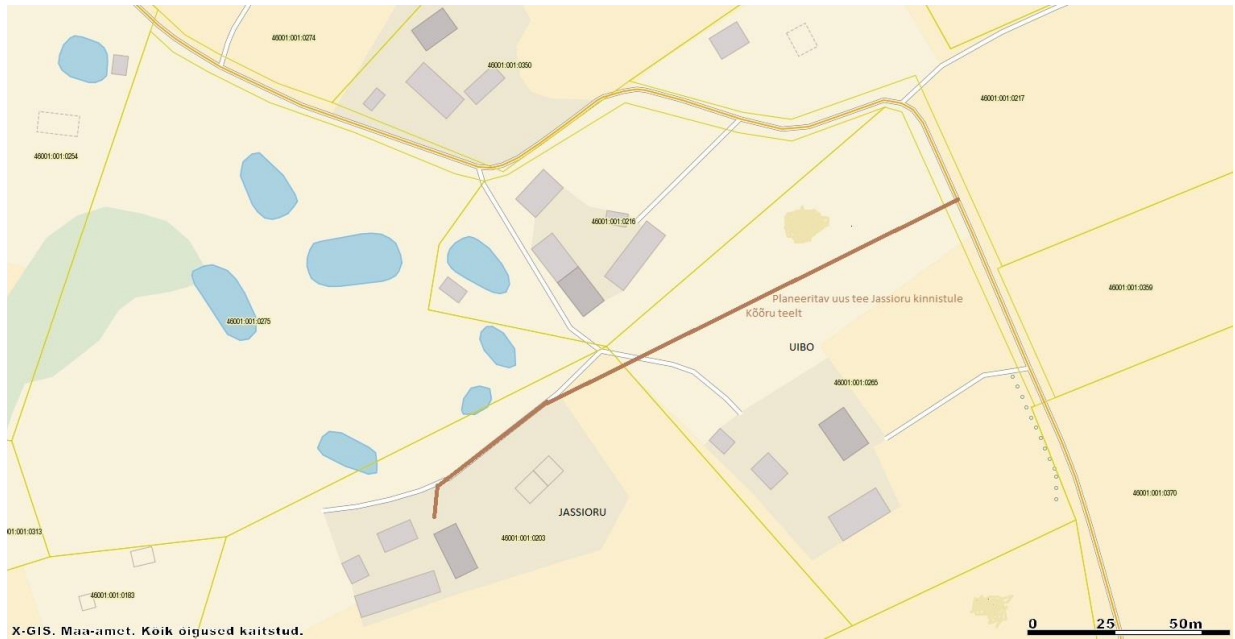 46001:001:0274
46001:001:0350
46001:001:0217
46001:001:0254
46001:001:0216
46001:001:0359
Planeeritav uus tee Jassioru kinnistule
Kõõru teelt
46001:001:0275
UIBO
46001:001:0265
46001:001:0370
JASSIORU
46001:001:0203
001:001:0313
46001:001:0183
X-GIS. Maa-amet. Kõik õigused kaitstud.
0 25 50m